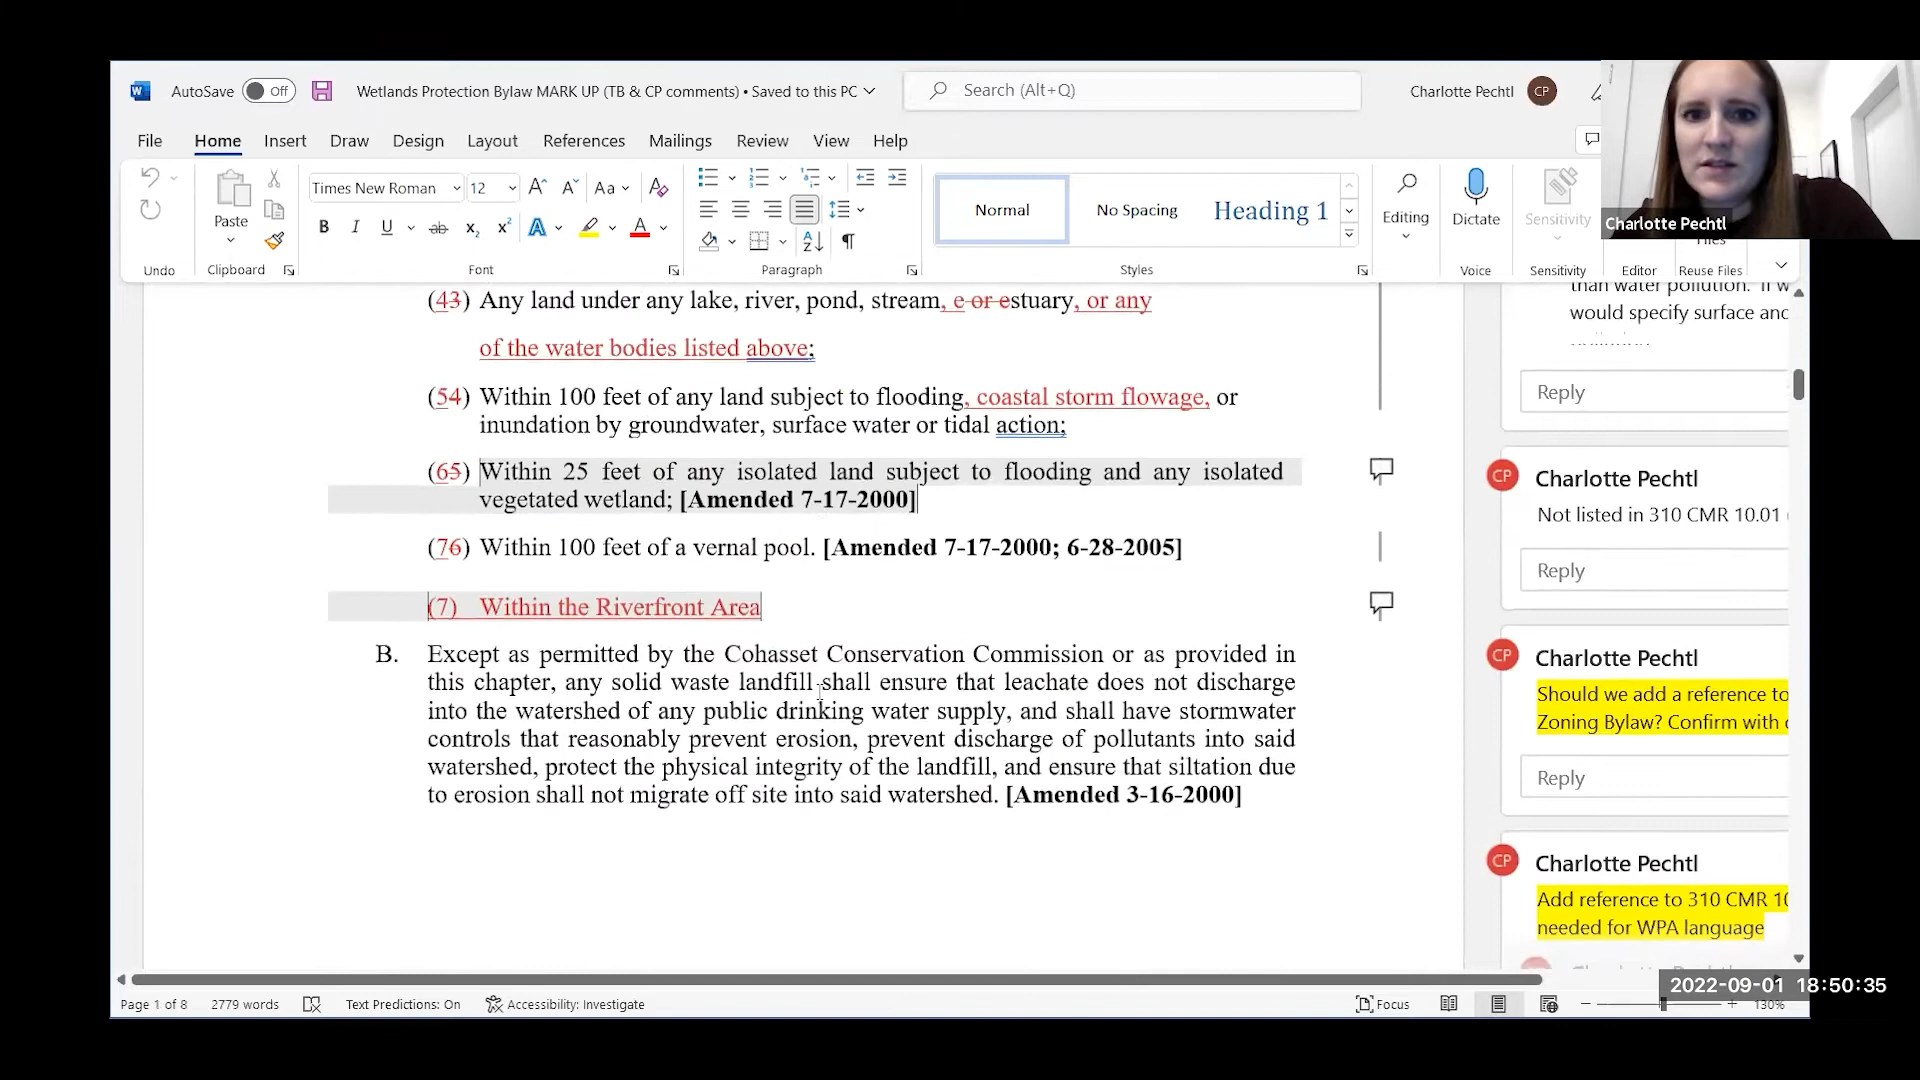 AutoSave Off Wetlands Protection Bylaw MARK UP (TB & CP comments) • Saved to this PC Search (Alt+Q) Charlotte Pechtl CP
File Home Insert Draw Design Layout References Mailings Review View Help
Paste
Times New Roman 12 Aa
B I U ab x₂ x² A A
Normal No Spacing Heading 1
Editing Dictate Sensitivity
Charlotte Pechtl
Undo Clipboard Font Paragraph Styles Voice Sensitivity Editor Reuse Files
(43) Any land under any lake, river, pond, stream, e or estuary, or any
of the water bodies listed above;
(54) Within 100 feet of any land subject to flooding, coastal storm flowage, or
inundation by groundwater, surface water or tidal action;
(65) Within 25 feet of any isolated land subject to flooding and any isolated
vegetated wetland; [Amended 7-17-2000]
(76) Within 100 feet of a vernal pool. [Amended 7-17-2000; 6-28-2005]
(7) Within the Riverfront Area
B. Except as permitted by the Cohasset Conservation Commission or as provided in
this chapter, any solid waste landfill shall ensure that leachate does not discharge
into the watershed of any public drinking water supply, and shall have stormwater
controls that reasonably prevent erosion, prevent discharge of pollutants into said
watershed, protect the physical integrity of the landfill, and ensure that siltation due
to erosion shall not migrate off site into said watershed. [Amended 3-16-2000]
than water pollution. If w
would specify surface and
Reply
CP Charlotte Pechtl
Not listed in 310 CMR 10.01
Reply
CP Charlotte Pechtl
Should we add a reference to
Zoning Bylaw? Confirm with
Reply
CP Charlotte Pechtl
Add reference to 310 CMR 10
needed for WPA language
2022-09-01 18:50:35
Page 1 of 8 2779 words Text Predictions: On Accessibility: Investigate Focus 130%